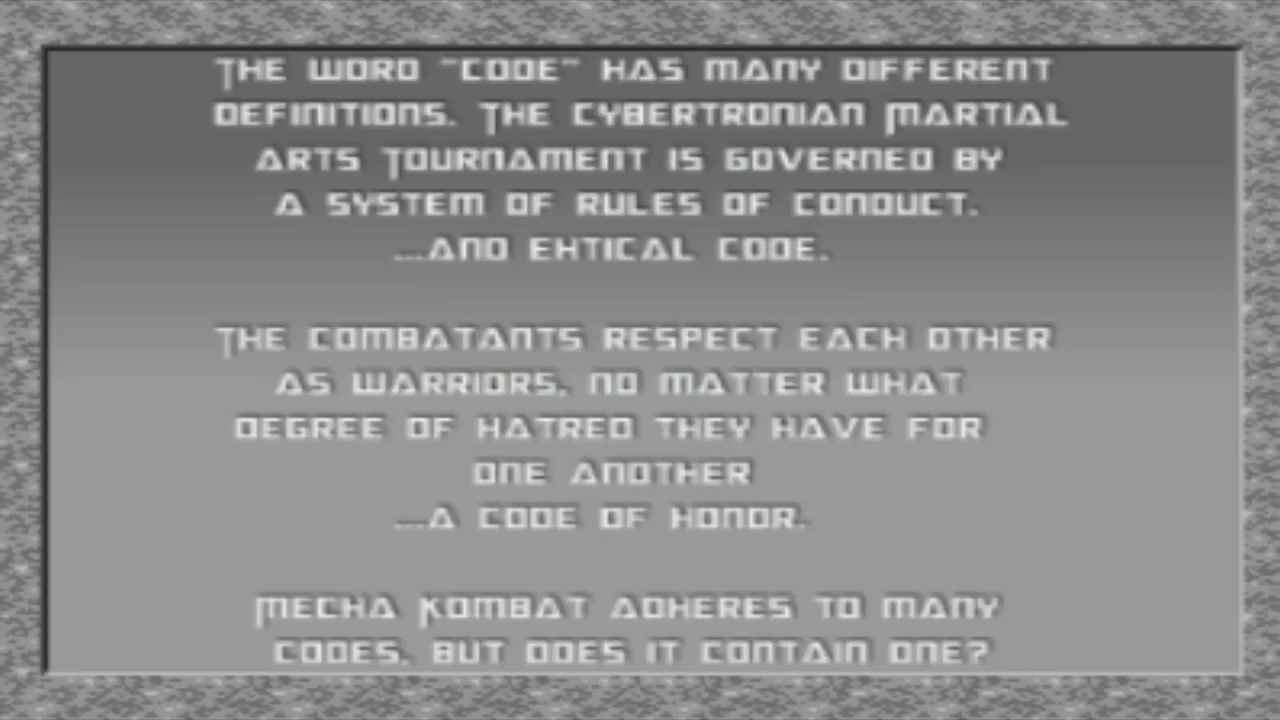 THE WORD "CODE" HAS MANY DIFFERENT
DEFINITIONS. THE CYBERTRONIAN MARTIAL
ARTS TOURNAMENT IS GOVERNED BY
A SYSTEM OF RULES OF CONDUCT.
...AND EHTICAL CODE.
THE COMBATANTS RESPECT EACH OTHER
AS WARRIORS, NO MATTER WHAT
DEGREE OF HATRED THEY HAVE FOR
ONE ANOTHER
...A CODE OF HONOR.
MECHA KOMBAT ADHERES TO MANY
CODES, BUT DOES IT CONTAIN ONE?